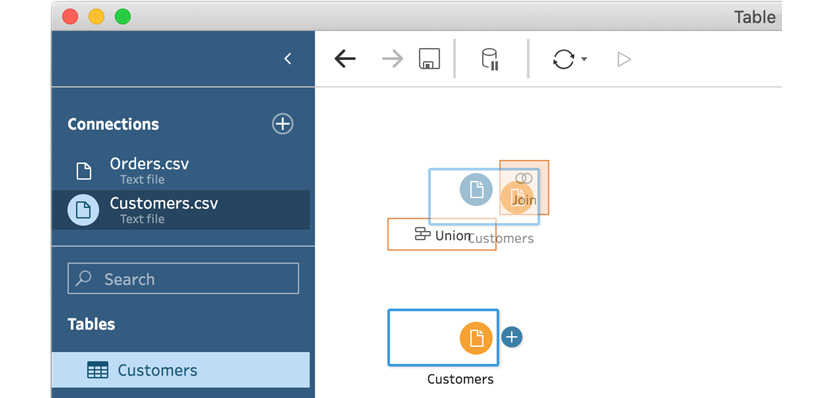 Table
Connections
Orders.csv
Text file
Customers.csv
Text file
Search
Tables
Customers
Join
Union
Customers
Customers